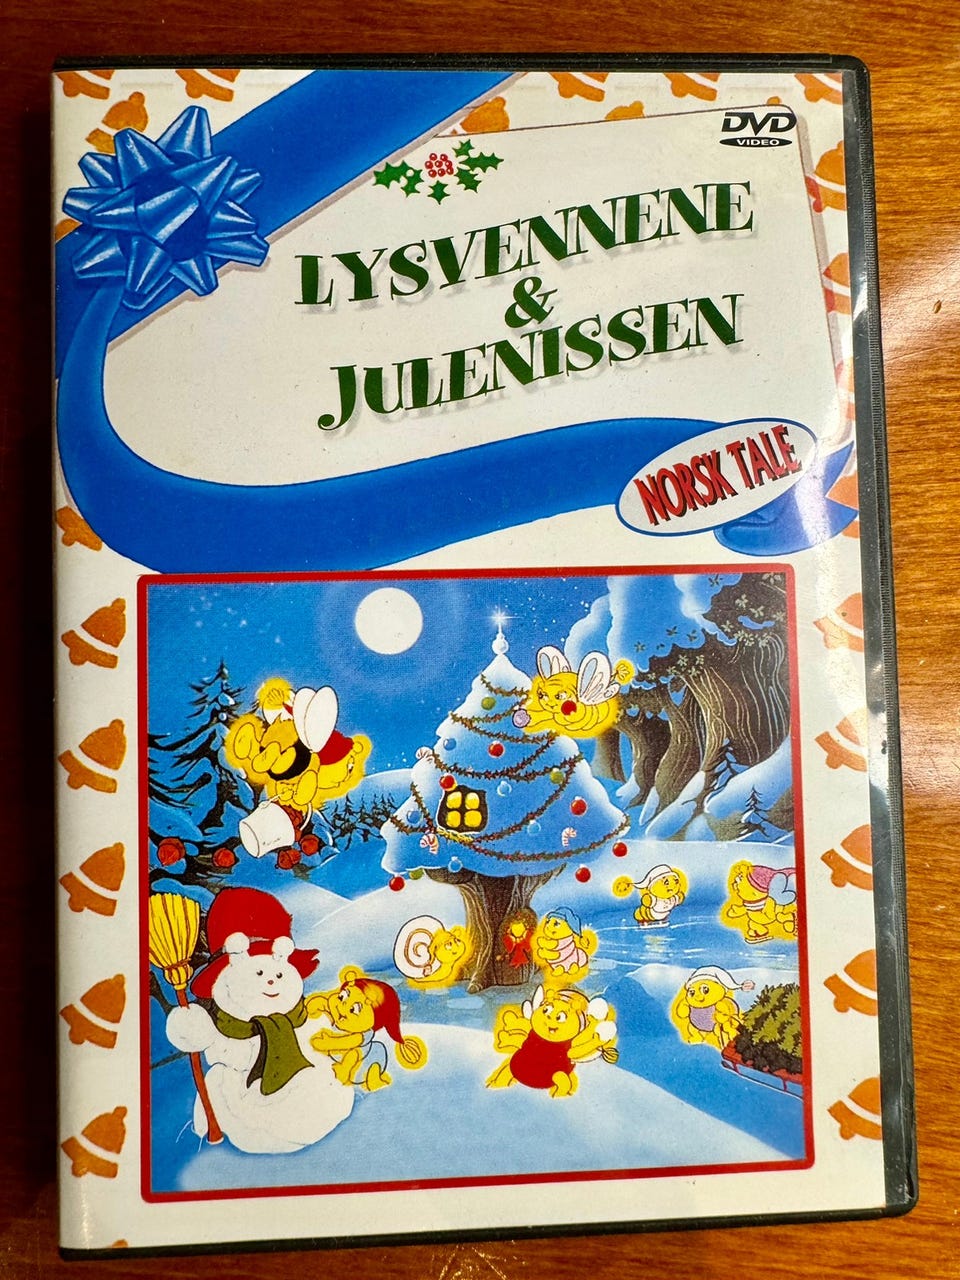 DVD
VIDEO
LYSVENNENE
&
JULENISSEN
NORSK TALE